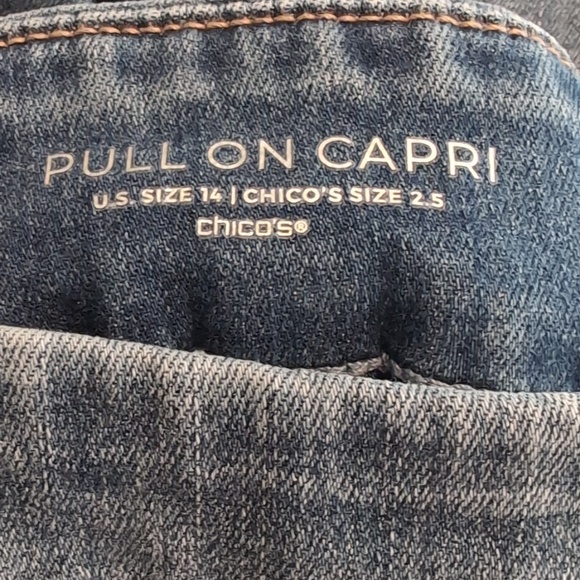 PULL ON CAPRI
U.S. SIZE 14 | CHICO'S SIZE 2.5
chico's®